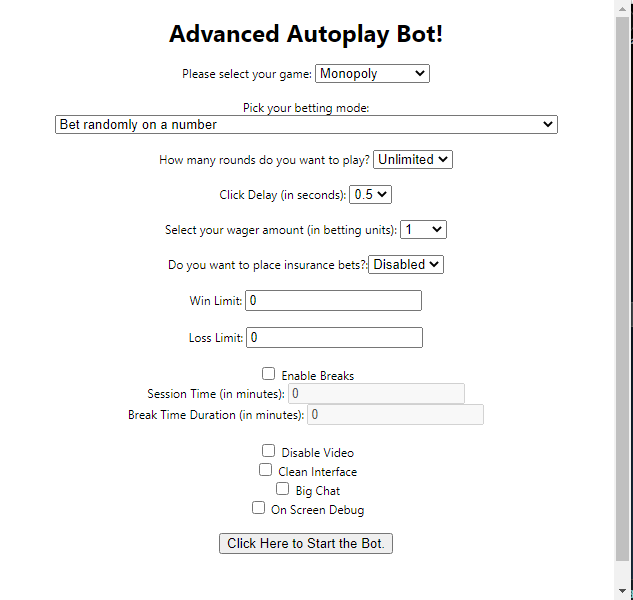 Advanced Autoplay Bot!
Please select your game: Monopoly
Pick your betting mode:
Bet randomly on a number
How many rounds do you want to play? Unlimited
Click Delay (in seconds): 0.5
Select your wager amount (in betting units): 1
Do you want to place insurance bets?: Disabled
Win Limit: 0
Loss Limit: 0
Enable Breaks
Session Time (in minutes): 0
Break Time Duration (in minutes): 0
Disable Video
Clean Interface
Big Chat
On Screen Debug
Click Here to Start the Bot.